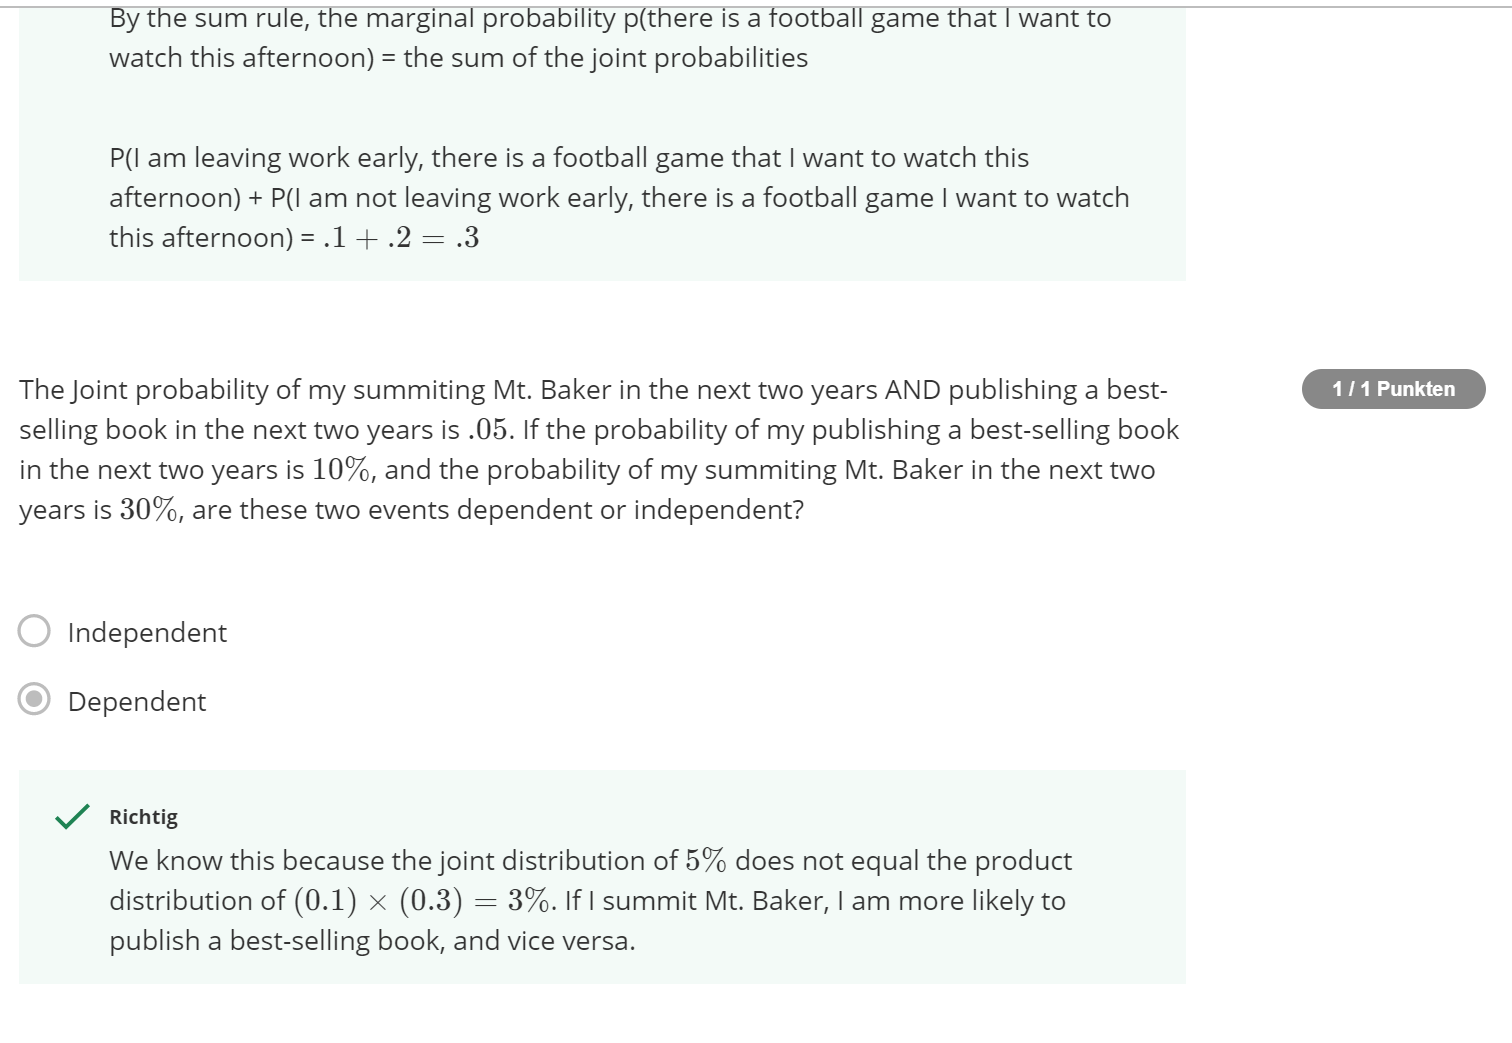 By the sum rule, the marginal probability p(there is a football game that I want to
watch this afternoon) = the sum of the joint probabilities
P(I am leaving work early, there is a football game that I want to watch this
afternoon) + P(I am not leaving work early, there is a football game I want to watch
this afternoon) = .1 + .2 = .3
The Joint probability of my summiting Mt. Baker in the next two years AND publishing a best-
selling book in the next two years is .05. If the probability of my publishing a best-selling book
in the next two years is 10%, and the probability of my summiting Mt. Baker in the next two
years is 30%, are these two events dependent or independent?
1 / 1 Punkten
Independent
Dependent
Richtig
We know this because the joint distribution of 5% does not equal the product
distribution of (0.1) × (0.3) = 3%. If I summit Mt. Baker, I am more likely to
publish a best-selling book, and vice versa.